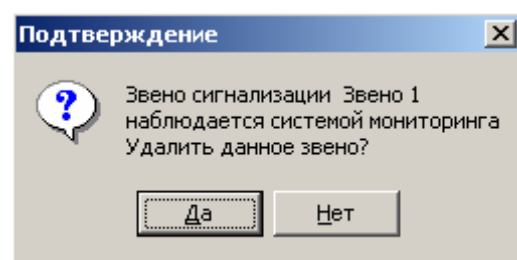 Подтверждение
Звено сигнализации Звено 1
наблюдается системой мониторинга
Удалить данное звено?
Да Нет